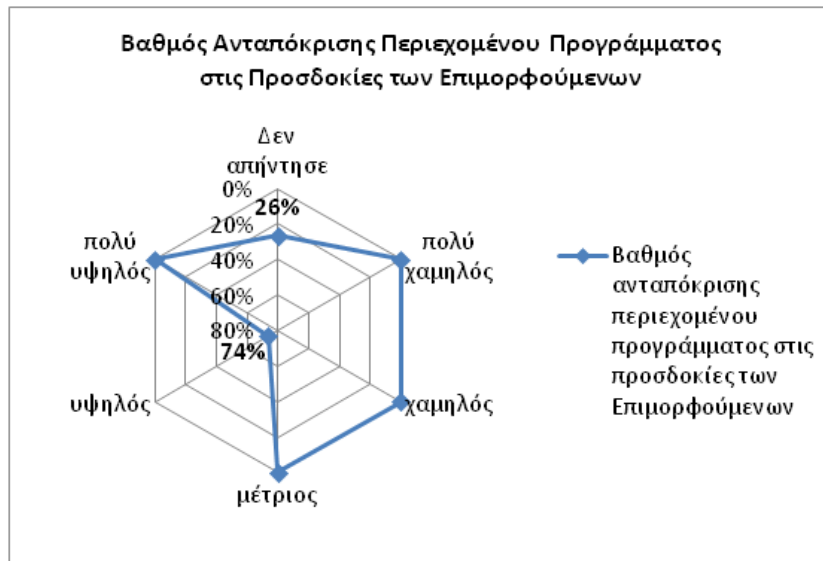 Βαθμός Ανταπόκρισης Περιεχομένου Προγράμματος
στις Προσδοκίες των Επιμορφούμενων
Δεν
απήντησε
0%
26%
20%
40%
60%
80%
74%
πολύ
χαμηλός
χαμηλός
μέτριος
υψηλός
πολύ
υψηλός
Βαθμός
ανταπόκρισης
περιεχομένου
προγράμματος στις
προσδοκίες των
Επιμορφούμενων